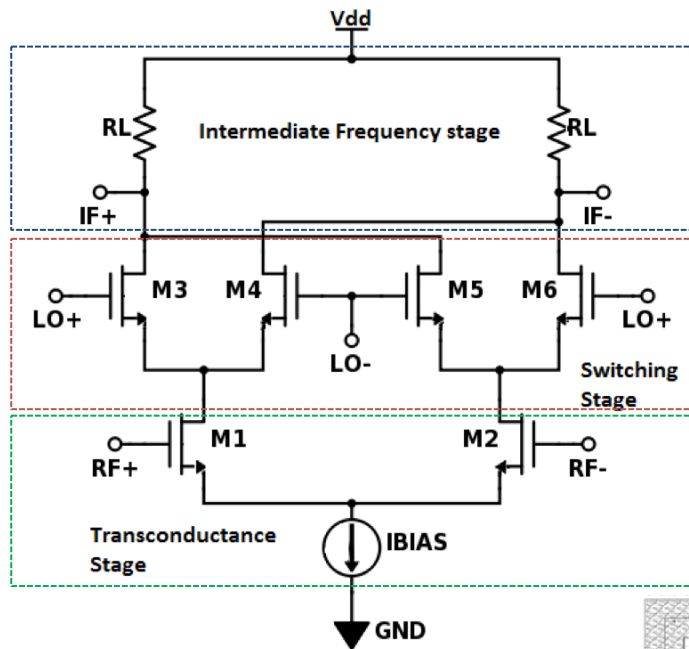 Vdd
RL
Intermediate Frequency stage
RL
IF+
IF-
M3
M4
M5
M6
LO+
LO-
LO+
Switching
Stage
M1
M2
RF+
RF-
Transconductance
Stage
IBIAS
GND